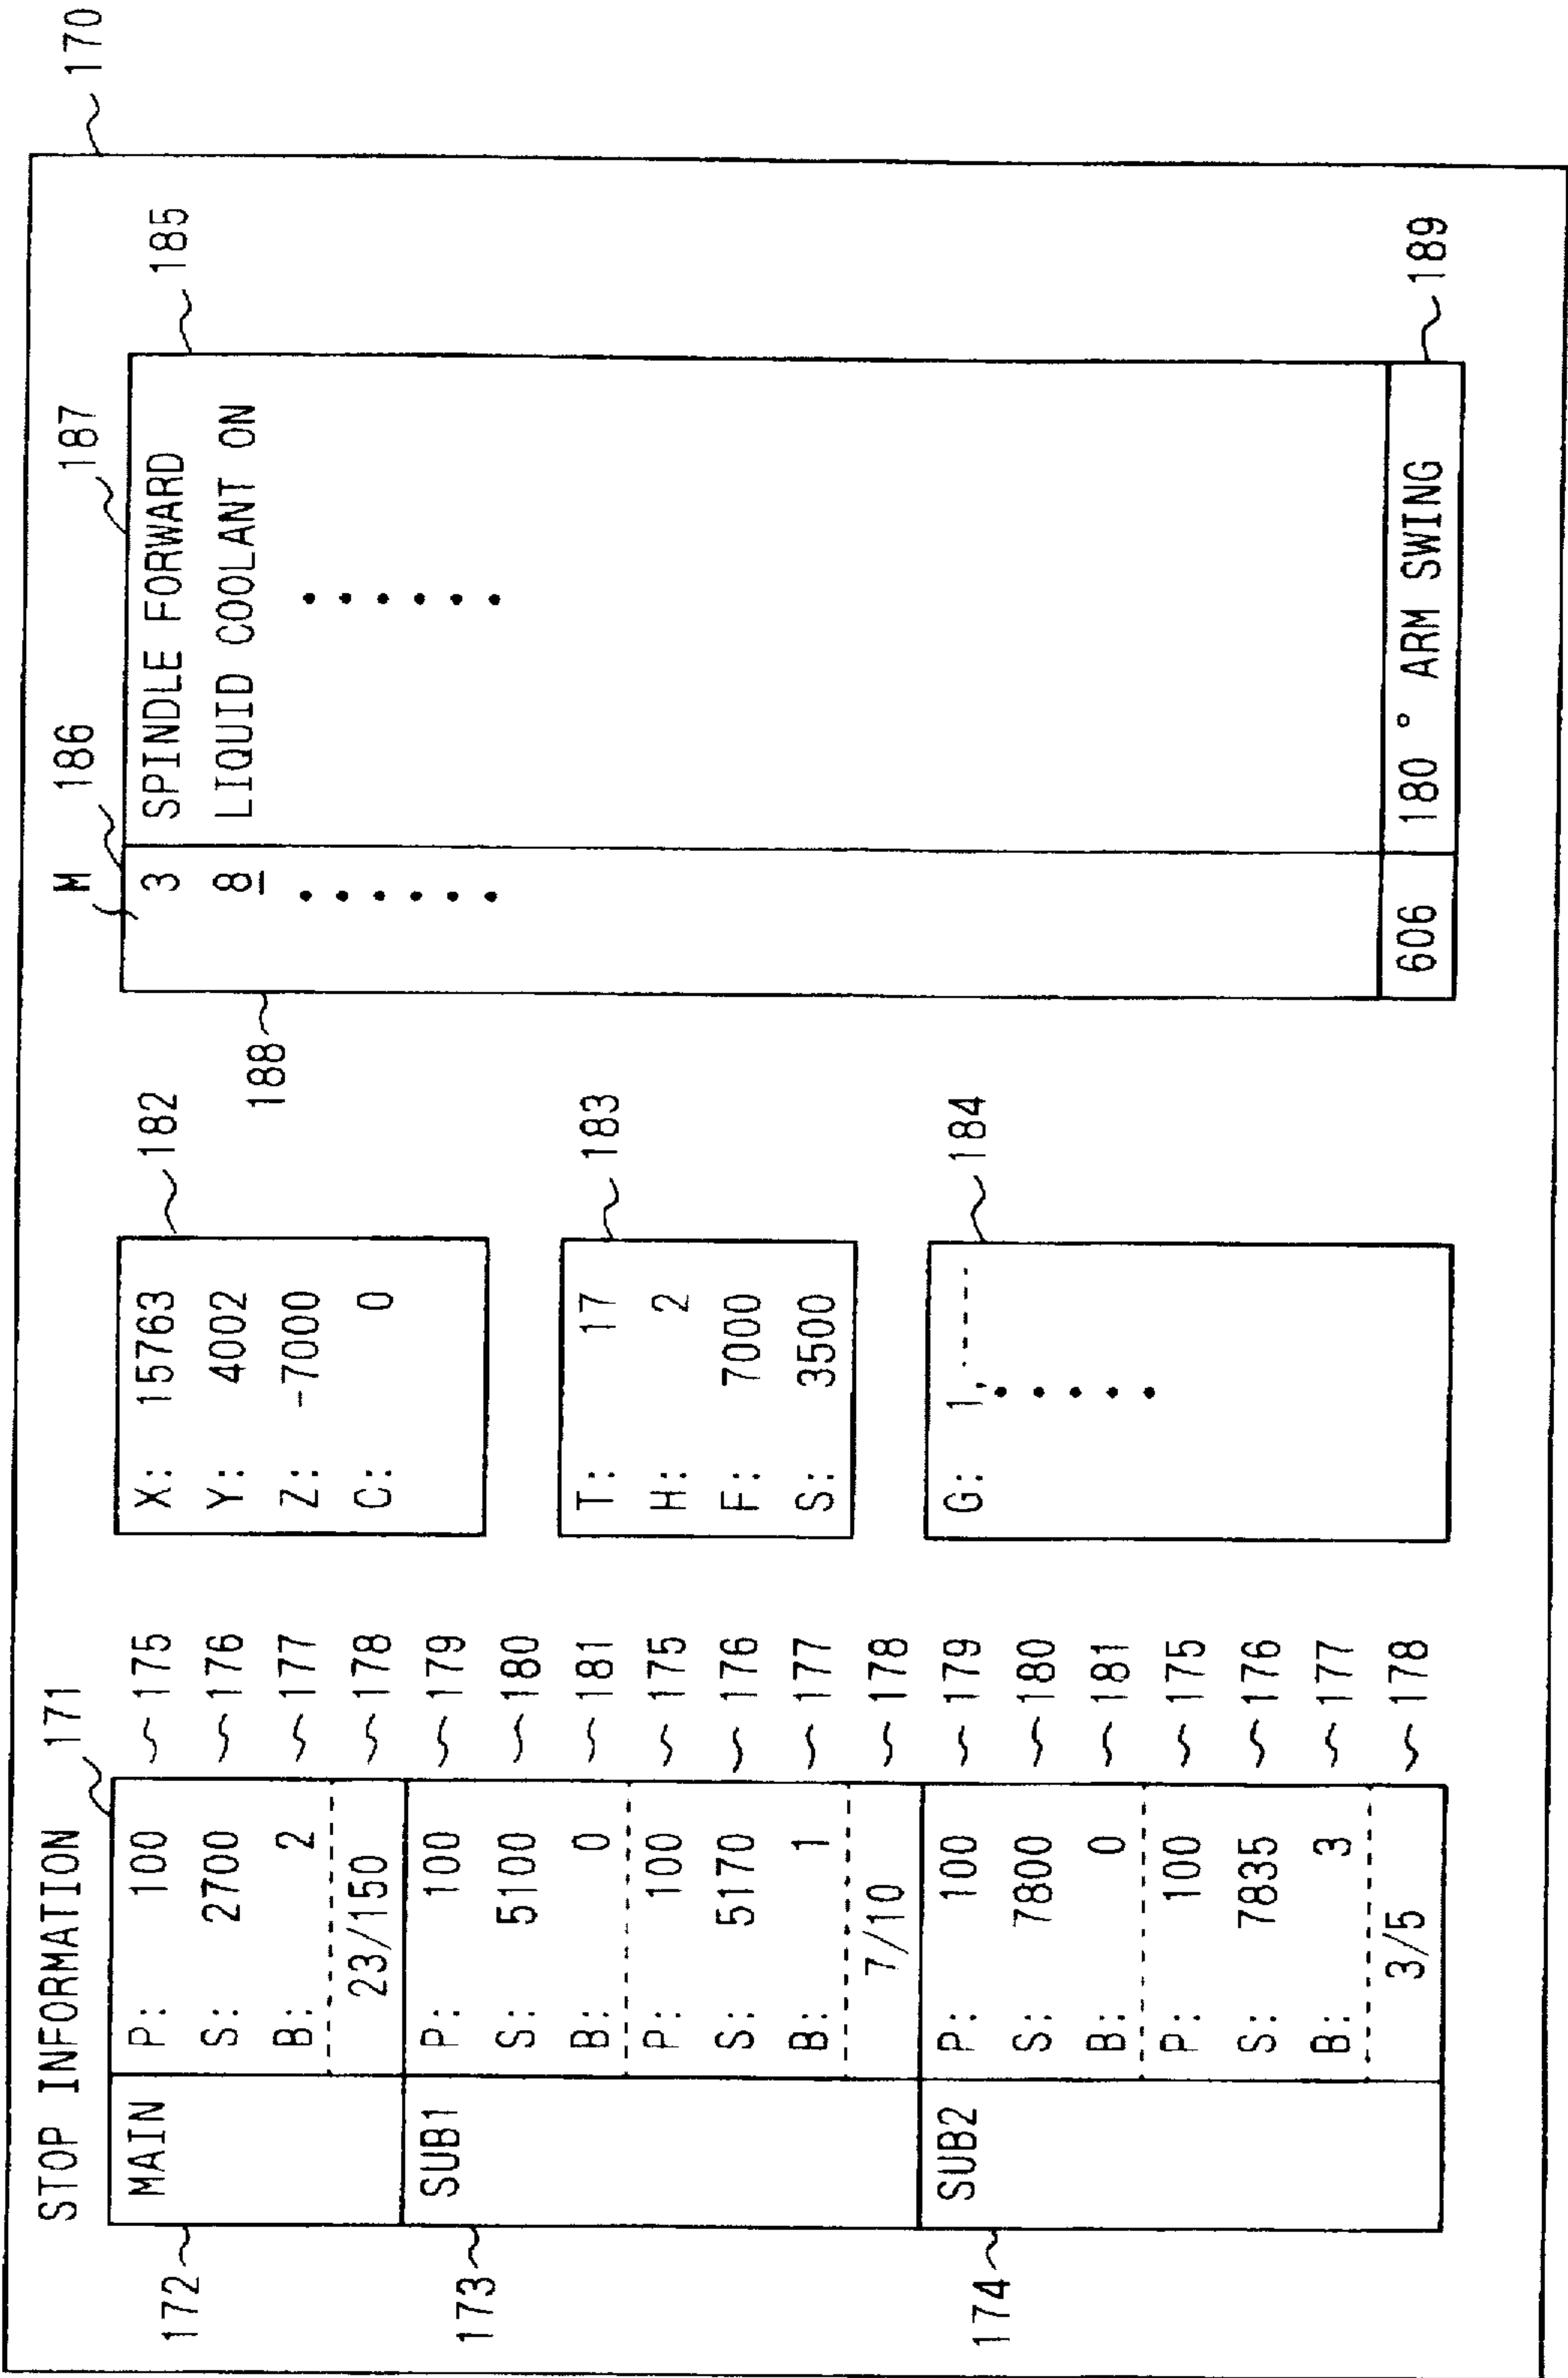 170
STOP INFORMATION 171
172 MAIN
P: 100 175
S: 2700 176
B: 2 177
23/150 178
173 SUB1
P: 100 179
S: 5100 180
B: 0 181
P: 100 175
S: 5170 176
B: 1 177
7/10 178
174 SUB2
P: 100 179
S: 7800 180
B: 0 181
P: 100 175
S: 7835 176
B: 3 177
3/5 178
X: 15763 182
Y: 4002
Z: -7000
C: 0
T: 17 183
H: 2
F: 7000
S: 3500
G: 1, 184
M 186 187
3 SPINDLE FORWARD 185
188 8 LIQUID COOLANT ON
606 180° ARM SWING 189